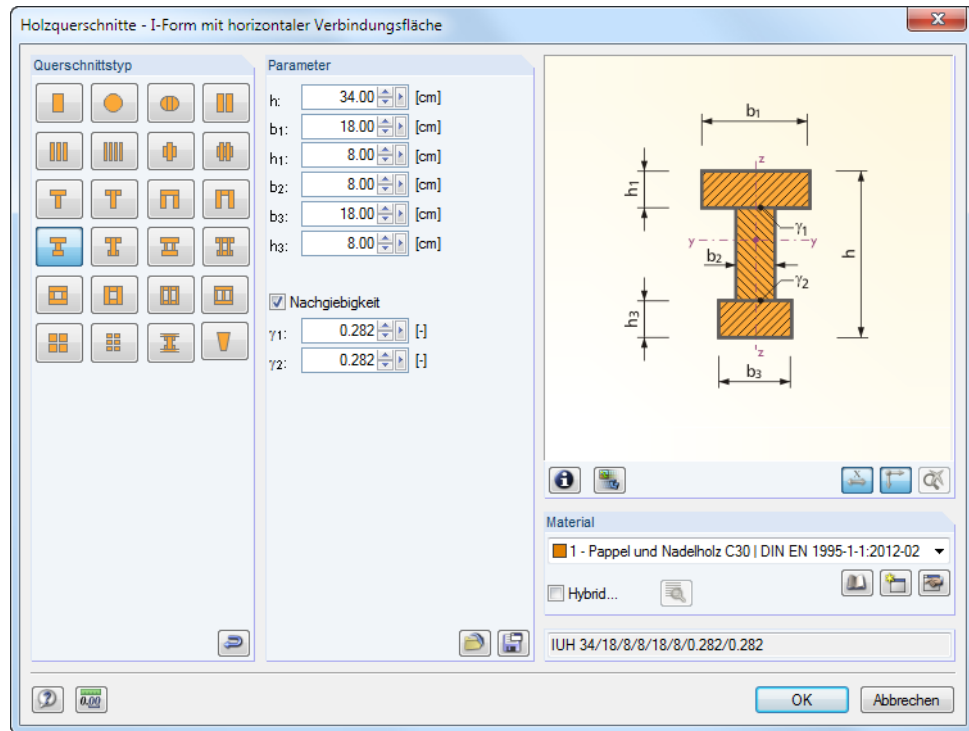 Holzquerschnitte - I-Form mit horizontaler Verbindungsfläche
Querschnittstyp
Parameter
h: 34.00 [cm]
b1: 18.00 [cm]
h1: 8.00 [cm]
b2: 8.00 [cm]
b3: 18.00 [cm]
h3: 8.00 [cm]
Nachgiebigkeit
γ1: 0.282 [-]
γ2: 0.282 [-]
b1
z
h1
γ1
y
y
h
b2
γ2
h3
z
b3
x
Material
1 - Pappel und Nadelholz C30 | DIN EN 1995-1-1:2012-02
Hybrid...
IUH 34/18/8/8/18/8/0.282/0.282
0.00
OK
Abbrechen